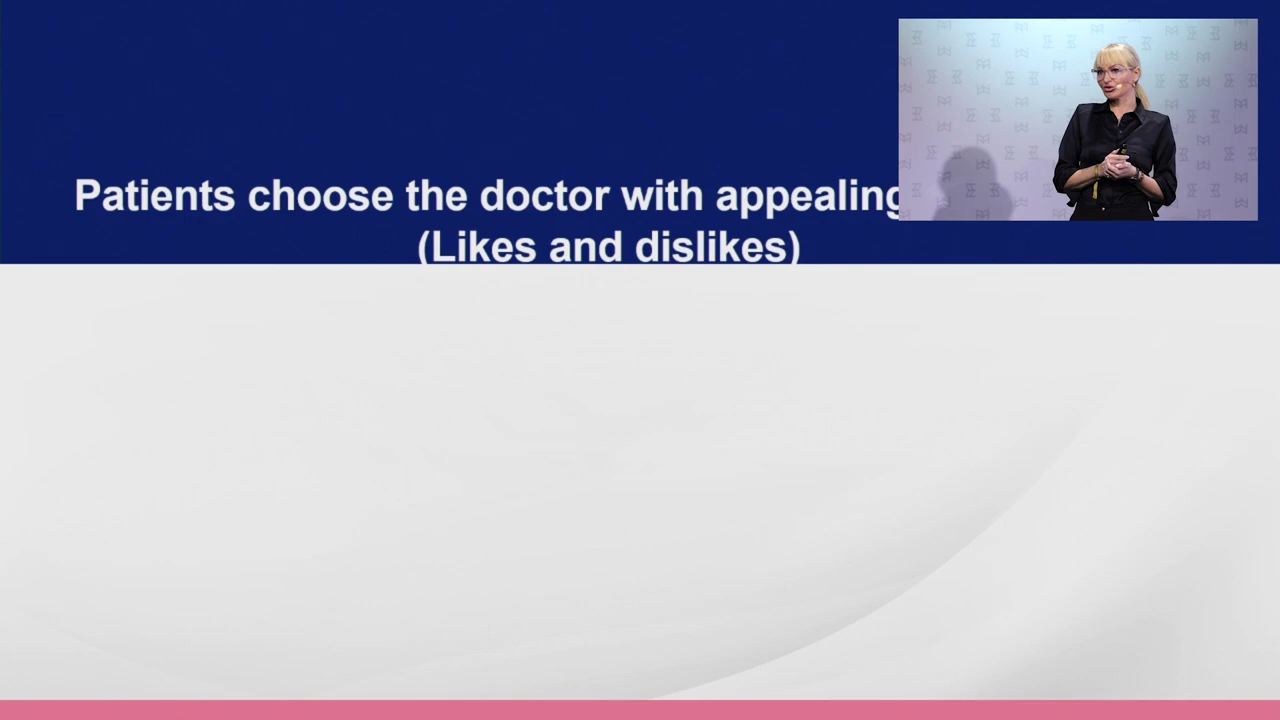 Patients choose the doctor with appealing
(Likes and dislikes)